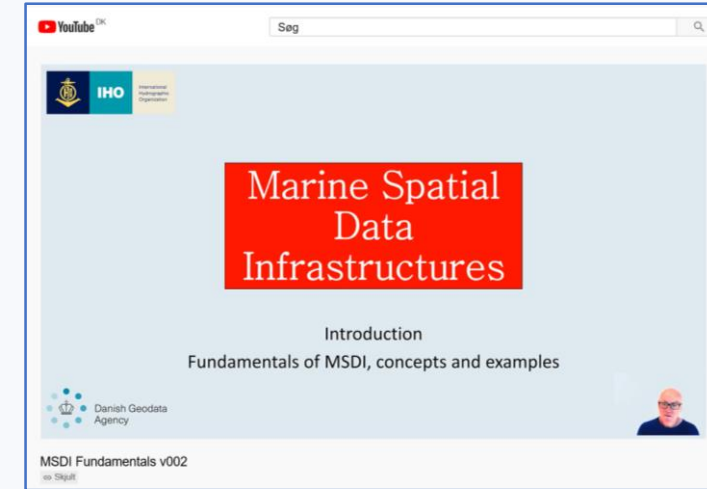 YouTube DK
Søg
IHO
International
Hydrographic
Organization
Marine Spatial
Data
Infrastructures
Introduction
Fundamentals of MSDI, concepts and examples
Danish Geodata
Agency
MSDI Fundamentals v002
Skjult